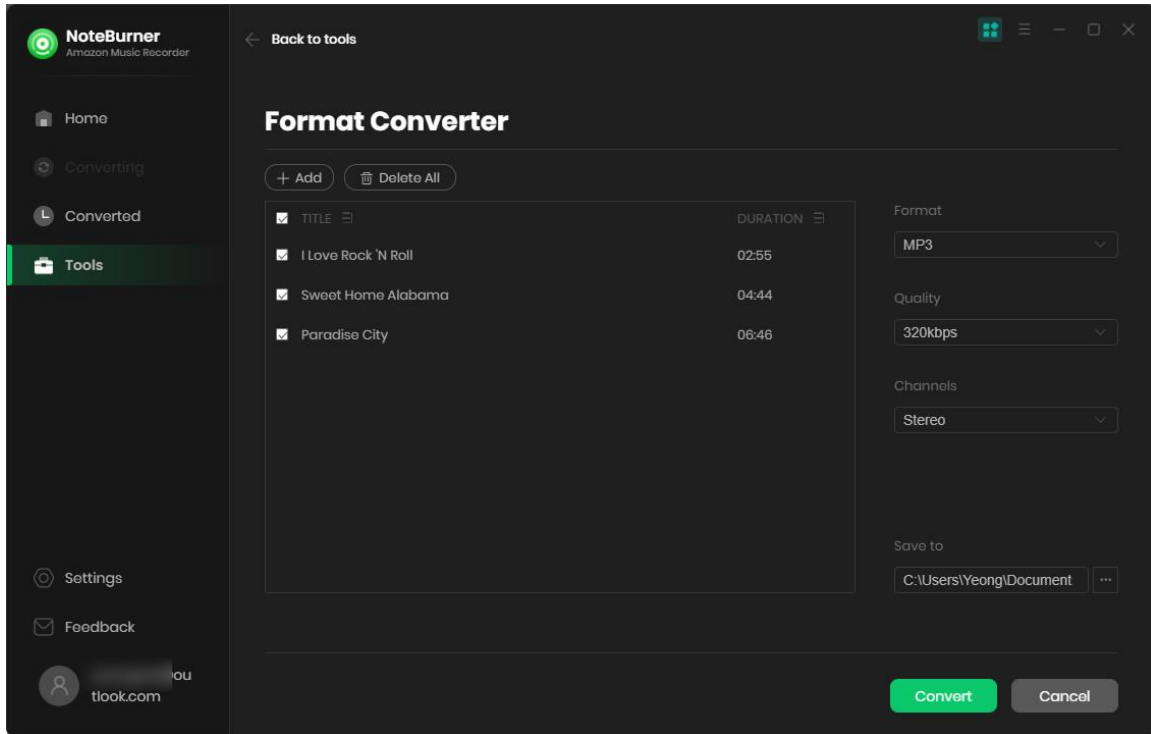 NoteBurner
Amazon Music Recorder
Back to tools
Home
Converting
Converted
Tools
Settings
Feedback
ou
tlook.com
Format Converter
Add
Delete All
TITLE DURATION
I Love Rock 'N Roll 02:55
Sweet Home Alabama 04:44
Paradise City 06:46
Format
MP3
Quality
320kbps
Channels
Stereo
Save to
C:\Users\Yeong\Document
...
Convert Cancel